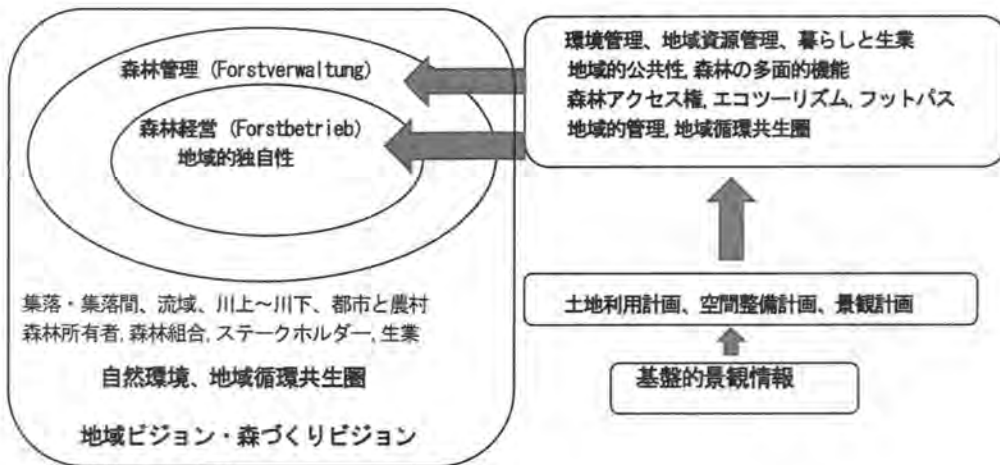 森林管理 (Forstverwaltung)
森林経営 (Forstbetrieb)
地域的独自性
集落・集落間、流域、川上～川下、都市と農村
森林所有者, 森林組合, ステークホルダー, 生業
自然環境、地域循環共生圏
地域ビジョン・森づくりビジョン
環境管理、地域資源管理、暮らしと生業
地域的公共性, 森林の多面的機能
森林アクセス権, エコツーリズム, フットパス
地域的管理, 地域循環共生圏
土地利用計画、空間整備計画、景観計画
基盤的景観情報